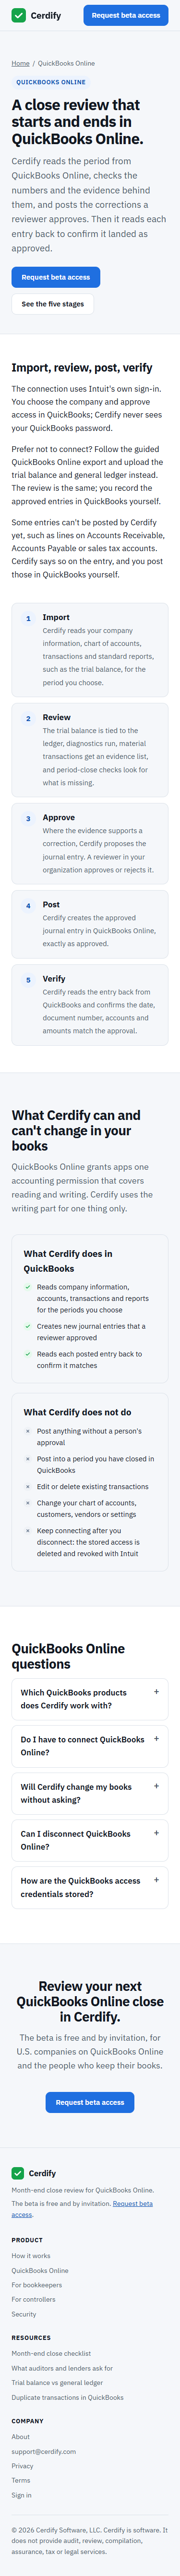 Cerdify
Request beta access
Home / QuickBooks Online
QUICKBOOKS ONLINE
A close review that
starts and ends in
QuickBooks Online.
Cerdify reads the period from
QuickBooks Online, checks the
numbers and the evidence behind
them, and posts the corrections a
reviewer approves. Then it reads each
entry back to confirm it landed as
approved.
Request beta access
See the five stages
Import, review, post, verify
The connection uses Intuit's own sign-in.
You choose the company and approve
access in QuickBooks; Cerdify never sees
your QuickBooks password.
Prefer not to connect? Follow the guided
QuickBooks Online export and upload the
trial balance and general ledger instead.
The review is the same; you record the
approved entries in QuickBooks yourself.
Some entries can't be posted by Cerdify
yet, such as lines on Accounts Receivable,
Accounts Payable or sales tax accounts.
Cerdify says so on the entry, and you post
those in QuickBooks yourself.
1
Import
Cerdify reads your company
information, chart of accounts,
transactions and standard reports,
such as the trial balance, for the
period you choose.
2
Review
The trial balance is tied to the
ledger, diagnostics run, material
transactions get an evidence list,
and period-close checks look for
what is missing.
3
Approve
Where the evidence supports a
correction, Cerdify proposes the
journal entry. A reviewer in your
organization approves or rejects it.
4
Post
Cerdify creates the approved
journal entry in QuickBooks Online,
exactly as approved.
5
Verify
Cerdify reads the entry back from
QuickBooks and confirms the date,
document number, accounts and
amounts match the approval.
What Cerdify can and
can't change in your
books
QuickBooks Online grants apps one
accounting permission that covers
reading and writing. Cerdify uses the
writing part for one thing only.
What Cerdify does in
QuickBooks
Reads company information,
accounts, transactions and reports
for the periods you choose
Creates new journal entries that a
reviewer approved
Reads each posted entry back to
confirm it matches
What Cerdify does not do
Post anything without a person's
approval
Post into a period you have closed in
QuickBooks
Edit or delete existing transactions
Change your chart of accounts,
customers, vendors or settings
Keep connecting after you
disconnect: the stored access is
deleted and revoked with Intuit
QuickBooks Online
questions
Which QuickBooks products
does Cerdify work with?
+
Do I have to connect QuickBooks
Online?
+
Will Cerdify change my books
without asking?
+
Can I disconnect QuickBooks
Online?
+
How are the QuickBooks access
credentials stored?
+
Review your next
QuickBooks Online close
in Cerdify.
The beta is free and by invitation, for
U.S. companies on QuickBooks Online
and the people who keep their books.
Request beta access
Cerdify
Month-end close review for QuickBooks Online.
The beta is free and by invitation. Request beta
access.
PRODUCT
How it works
QuickBooks Online
For bookkeepers
For controllers
Security
RESOURCES
Month-end close checklist
What auditors and lenders ask for
Trial balance vs general ledger
Duplicate transactions in QuickBooks
COMPANY
About
support@cerdify.com
Privacy
Terms
Sign in
© 2026 Cerdify Software, LLC. Cerdify is software. It
does not provide audit, review, compilation,
assurance, tax or legal services.